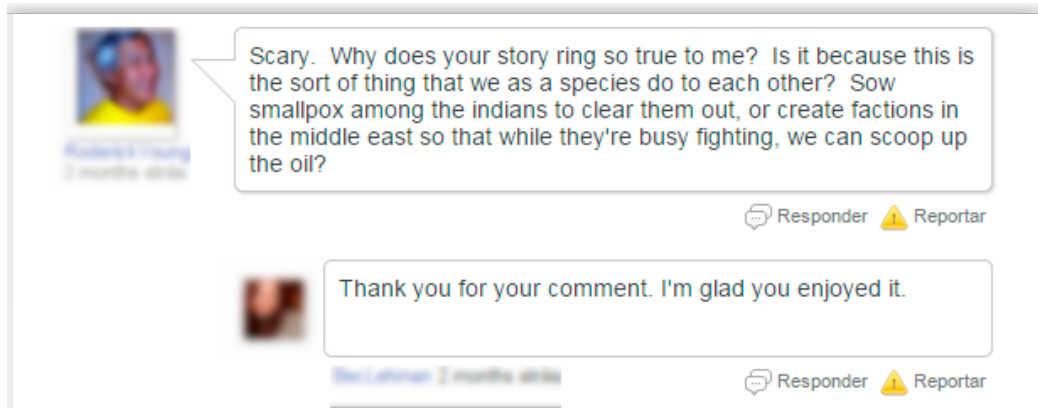 Scary.  Why does your story ring so true to me?  Is it because this is
the sort of thing that we as a species do to each other?  Sow
smallpox among the indians to clear them out, or create factions in
the middle east so that while they're busy fighting, we can scoop up
the oil?
Responder Reportar
Thank you for your comment. I'm glad you enjoyed it.
Responder Reportar